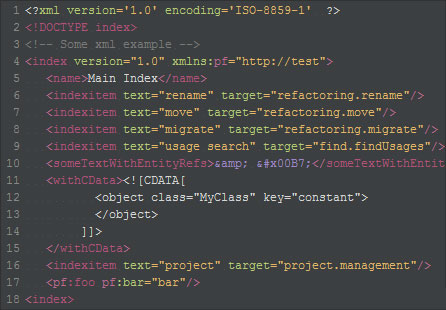 1 <?xml version='1.0' encoding='ISO-8859-1'  ?>
2 <!DOCTYPE index>
3 <!-- Some xml example -->
4 <index version="1.0" xmlns:pf="http://test">
5    <name>Main Index</name>
6    <indexitem text="rename" target="refactoring.rename"/>
7    <indexitem text="move" target="refactoring.move"/>
8    <indexitem text="migrate" target="refactoring.migrate"/>
9    <indexitem text="usage search" target="find.findUsages"/>
10    <someTextWithEntityRefs>&amp; &#x00B7;</someTextWithEntit
11    <withCData><![CDATA[
12          <object class="MyClass" key="constant">
13          </object>
14        ]]>
15    </withCData>
16    <indexitem text="project" target="project.management"/>
17    <pf:foo pf:bar="bar"/>
18 <index>